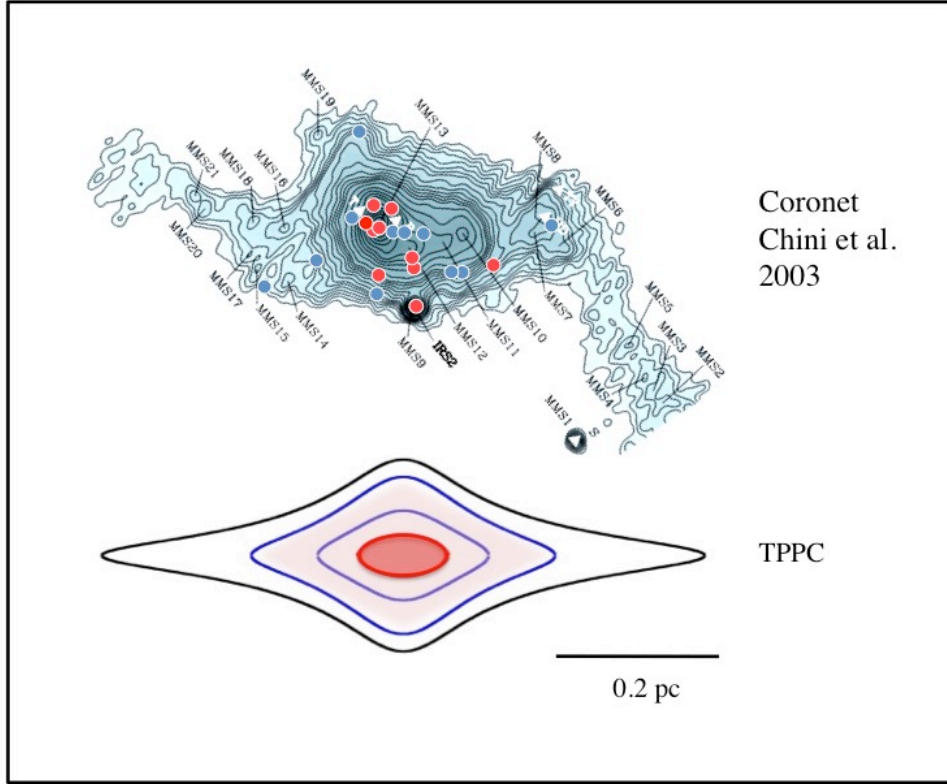 MMS19
MMS13
MMS8
MMS21
MMS18
MMS16
MMS6
Coronet
Chini et al.
2003
MMS20
MMS17
MMS15
MMS14
MMS9
IRS2
MMS12
MMS11
MMS10
MMS7
MMS5
MMS3
MMS2
MMS4
MMS1
S
TPPC
0.2 pc